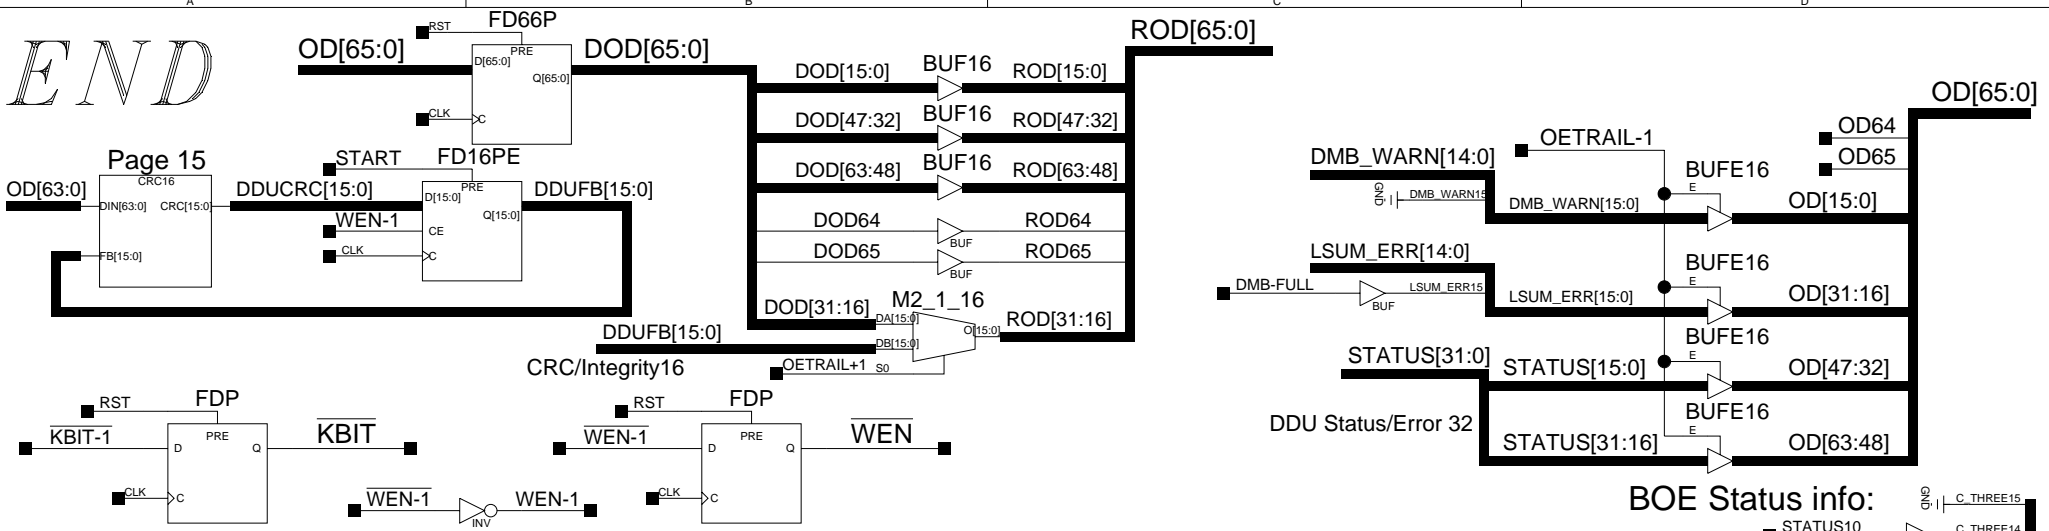 A
B
C
D
END
OD[65:0]
RST
FD66P
PRE
D[65:0]
Q[65:0]
CLK
C
DOD[65:0]
DOD[15:0]
BUF16
ROD[15:0]
ROD[65:0]
DOD[47:32]
BUF16
ROD[47:32]
DOD[63:48]
BUF16
ROD[63:48]
DOD64
BUF
ROD64
DOD65
BUF
ROD65
DOD[31:16]
M2_1_16
DA[15:0]
DB[15:0]
O[15:0]
ROD[31:16]
DDUFB[15:0]
CRC/Integrity16
OETRAIL+1
S0
Page 15
CRC16
OD[63:0]
DIN[63:0]
CRC[15:0]
FB[15:0]
DDUCRC[15:0]
START
FD16PE
PRE
D[15:0]
Q[15:0]
WEN-1
CE
CLK
C
DDUFB[15:0]
RST
FDP
KBIT-1
PRE
D
Q
KBIT
CLK
C
WEN-1
INV
WEN-1
RST
FDP
WEN-1
PRE
D
Q
WEN
CLK
C
OD[65:0]
OD64
OD65
OETRAIL-1
DMB_WARN[14:0]
GND
DMB_WARN15
DMB_WARN[15:0]
BUFE16
E
OD[15:0]
LSUM_ERR[14:0]
DMB-FULL
BUF
LSUM_ERR15
LSUM_ERR[15:0]
BUFE16
E
OD[31:16]
STATUS[31:0]
STATUS[15:0]
BUFE16
E
OD[47:32]
DDU Status/Error 32
STATUS[31:16]
BUFE16
E
OD[63:48]
BOE Status info:
GND
C_THREE15
STATUS10
C_THREE14